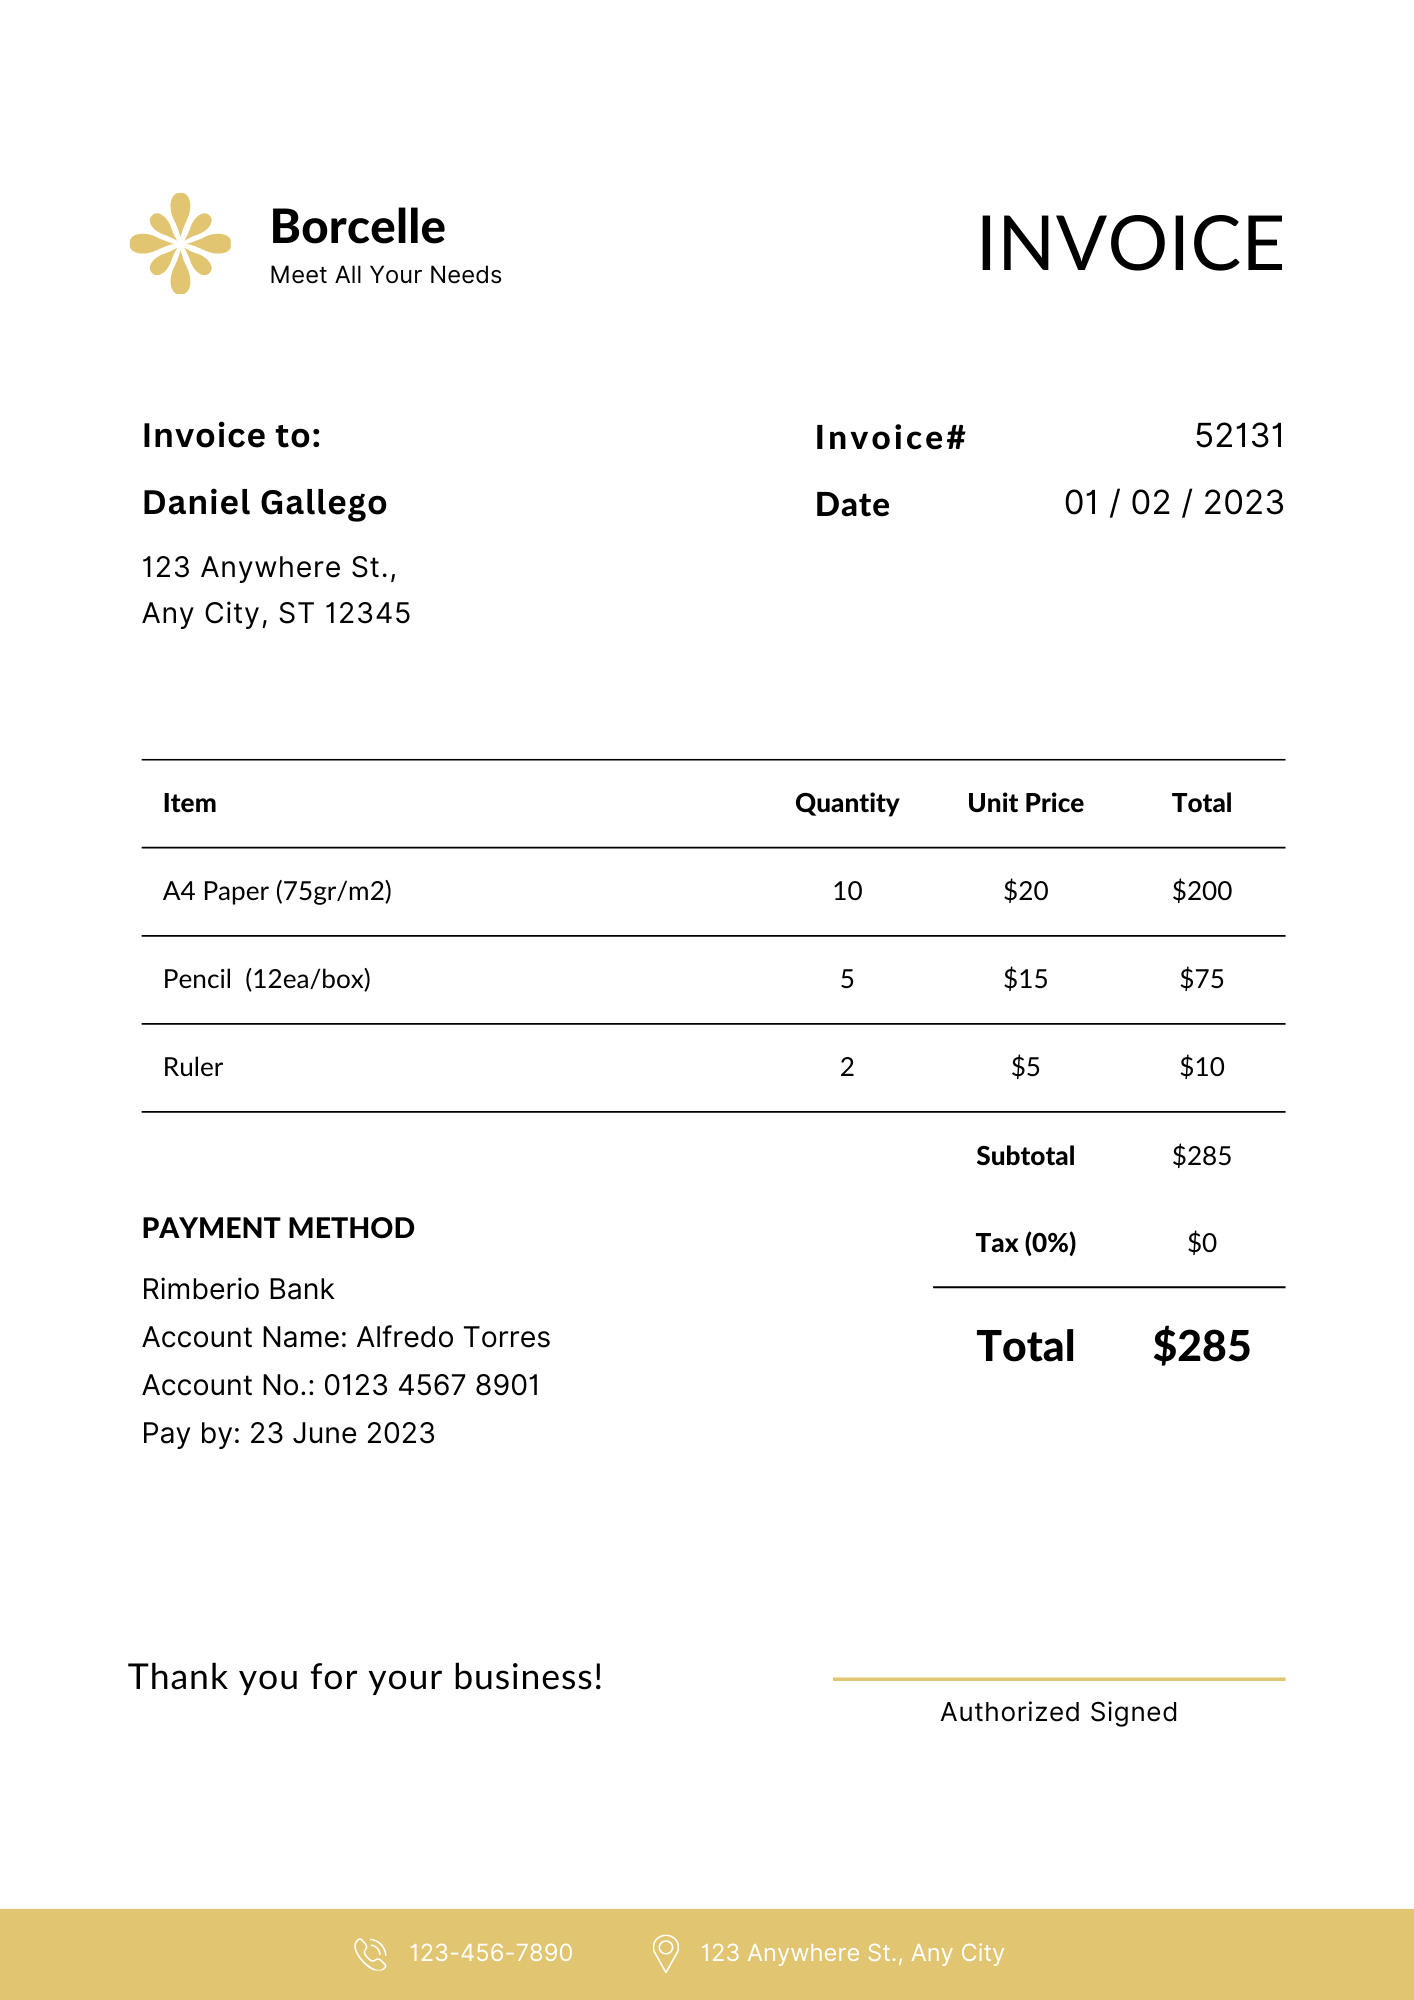 Borcelle
Meet All Your Needs
INVOICE
Invoice to:
Daniel Gallego
123 Anywhere St.,
Any City, ST 12345
Invoice# 52131
Date 01 / 02 / 2023
Item Quantity Unit Price Total
A4 Paper (75gr/m2) 10 $20 $200
Pencil (12ea/box) 5 $15 $75
Ruler 2 $5 $10
Subtotal $285
Tax (0%) $0
Total $285
PAYMENT METHOD
Rimberio Bank
Account Name: Alfredo Torres
Account No.: 0123 4567 8901
Pay by: 23 June 2023
Thank you for your business!
Authorized Signed
123-456-7890 123 Anywhere St., Any City